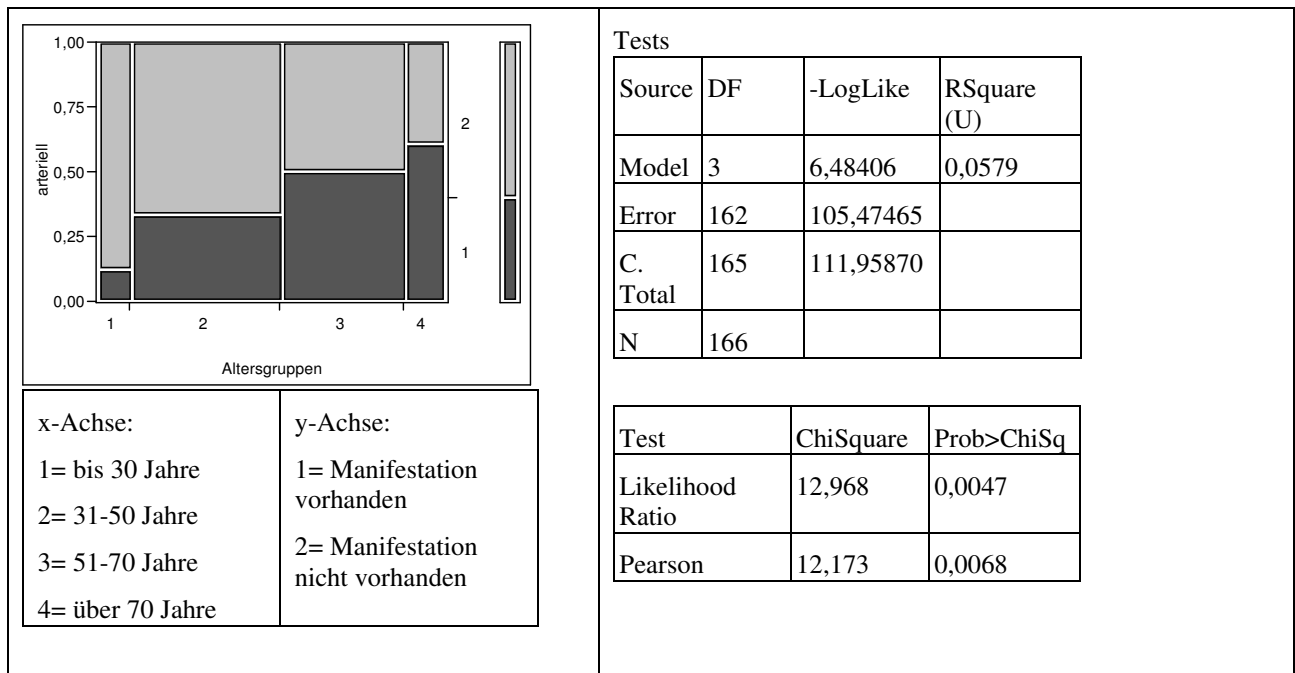 1,00
0,75
0,50
0,25
0,00
arteriell
2
1
1 2 3 4
Altersgruppen
x-Achse:
1= bis 30 Jahre
2= 31-50 Jahre
3= 51-70 Jahre
4= über 70 Jahre
y-Achse:
1= Manifestation
vorhanden
2= Manifestation
nicht vorhanden
Tests
Source DF -LogLike RSquare
(U)
Model 3 6,48406 0,0579
Error 162 105,47465
C.
Total 165 111,95870
N 166
Test ChiSquare Prob>ChiSq
Likelihood
Ratio 12,968 0,0047
Pearson 12,173 0,0068